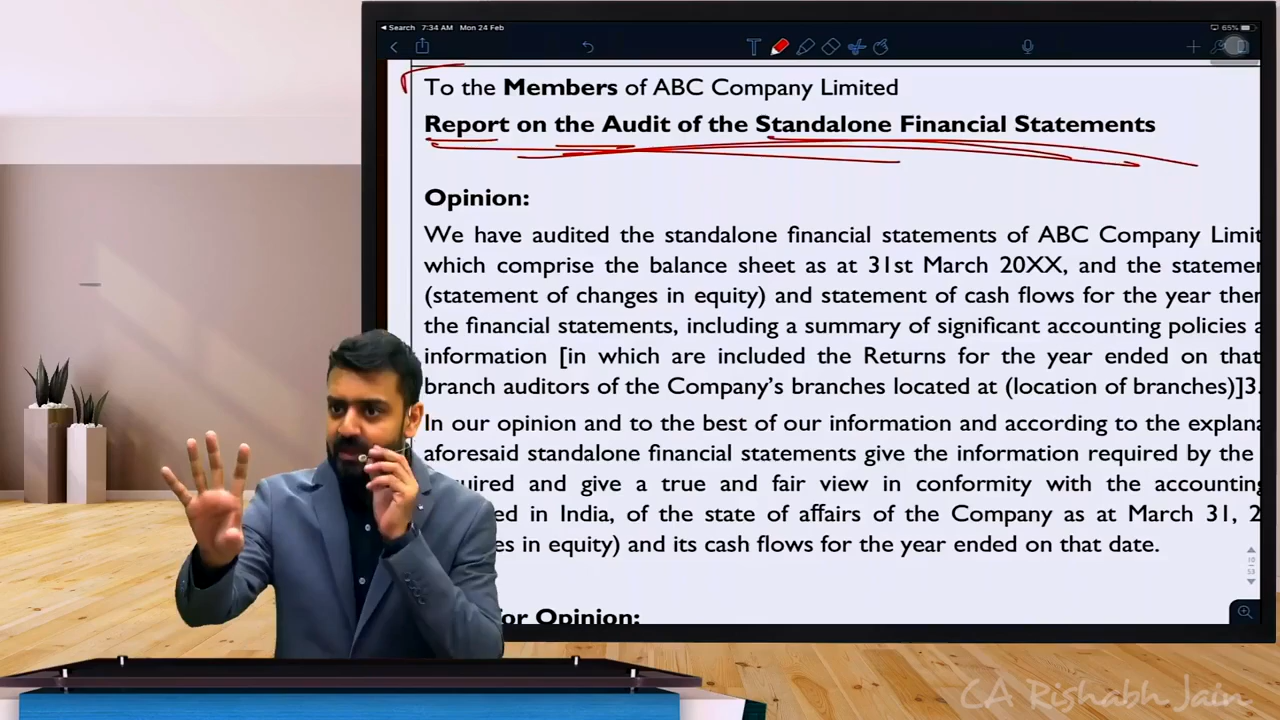 Search 7:34 AM Mon 24 Feb
65%
To the Members of ABC Company Limited
Report on the Audit of the Standalone Financial Statements
Opinion:
We have audited the standalone financial statements of ABC Company Limit
which comprise the balance sheet as at 31st March 20XX, and the statemen
(statement of changes in equity) and statement of cash flows for the year then
the financial statements, including a summary of significant accounting policies a
information [in which are included the Returns for the year ended on that
branch auditors of the Company's branches located at (location of branches)]3.
In our opinion and to the best of our information and according to the explana
aforesaid standalone financial statements give the information required by the
quired and give a true and fair view in conformity with the accounting
ed in India, of the state of affairs of the Company as at March 31, 2
es in equity) and its cash flows for the year ended on that date.
10
53
for Opinion:
CA Rishabh Jain